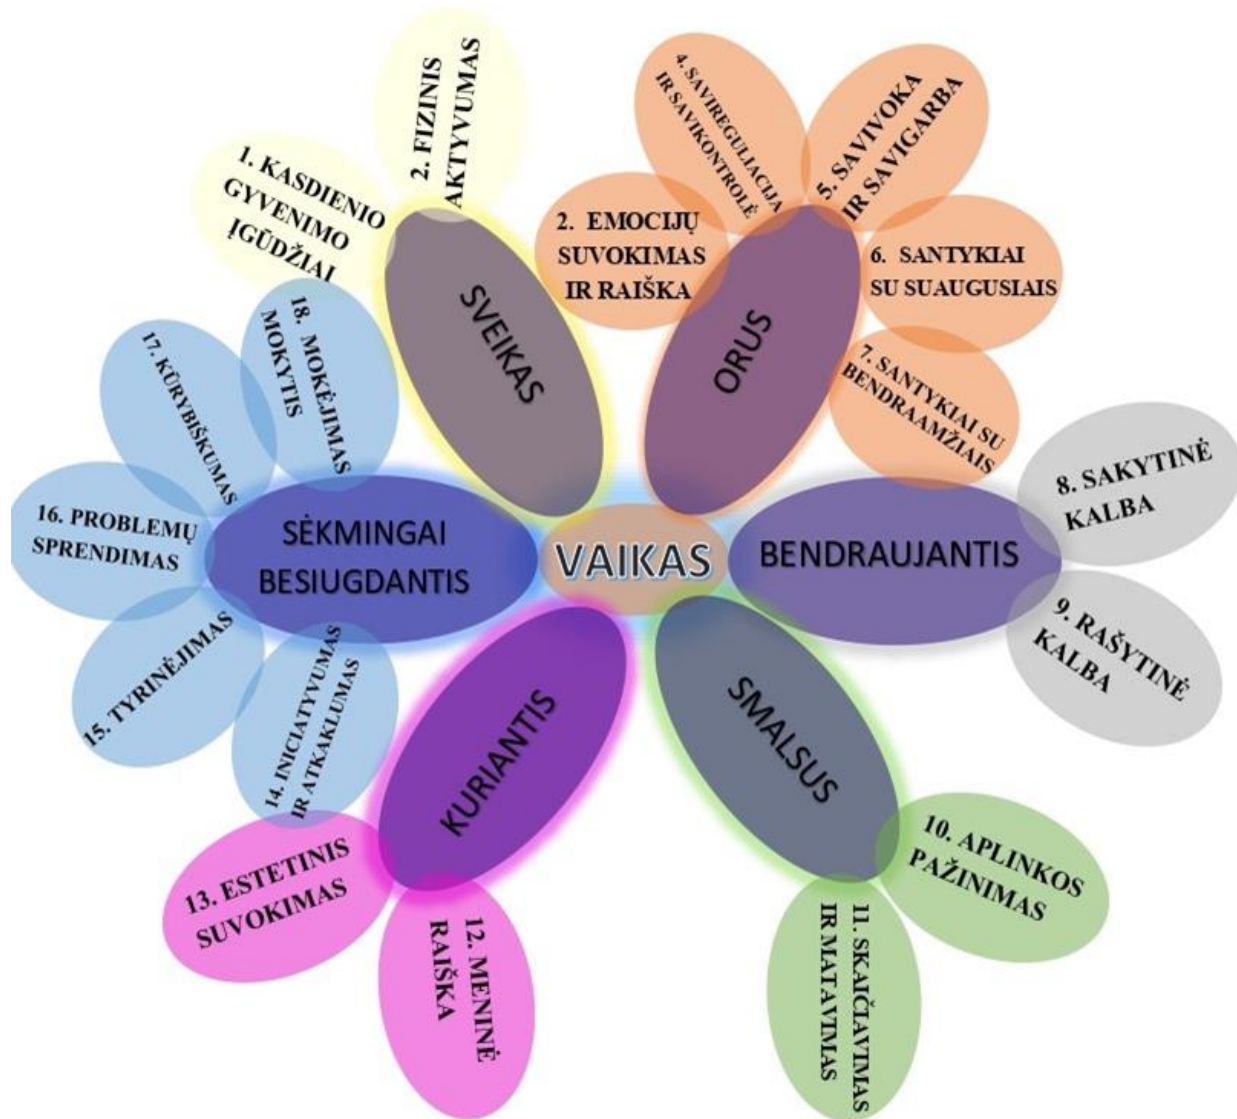 VAIKAS
SVEIKAS
1. KASDIENIO
GYVENIMO
ĮGŪDŽIAI
2. FIZINIS
AKTYVUMAS
ORUS
2. EMOCIJŲ
SUVOKIMAS
IR RAIŠKA
4. SAVIREGULIACIJA
IR SAVIKONTROLĖ
5. SAVIVOKA
IR SAVIGARBA
6. SANTYKIAI
SU SUAUGUSIAIS
7. SANTYKIAI SU
BENDRAAMŽIAIS
BENDRAUJANTIS
8. SAKYTINĖ
KALBA
9. RAŠYTINĖ
KALBA
SMALSUS
10. APLINKOS
PAŽINIMAS
11. SKAIČIAVIMAS
IR MATAVIMAS
KURIANTIS
12. MENINĖ
RAIŠKA
13. ESTETINIS
SUVOKIMAS
SĖKMINGAI
BESIUGDANTIS
14. INICIATYVUMAS
IR ATKAKLUMAS
15. TYRINĖJIMAS
16. PROBLEMŲ
SPRENDIMAS
17. KŪRYBIŠKUMAS
18. MOKĖJIMAS
MOKYTIS